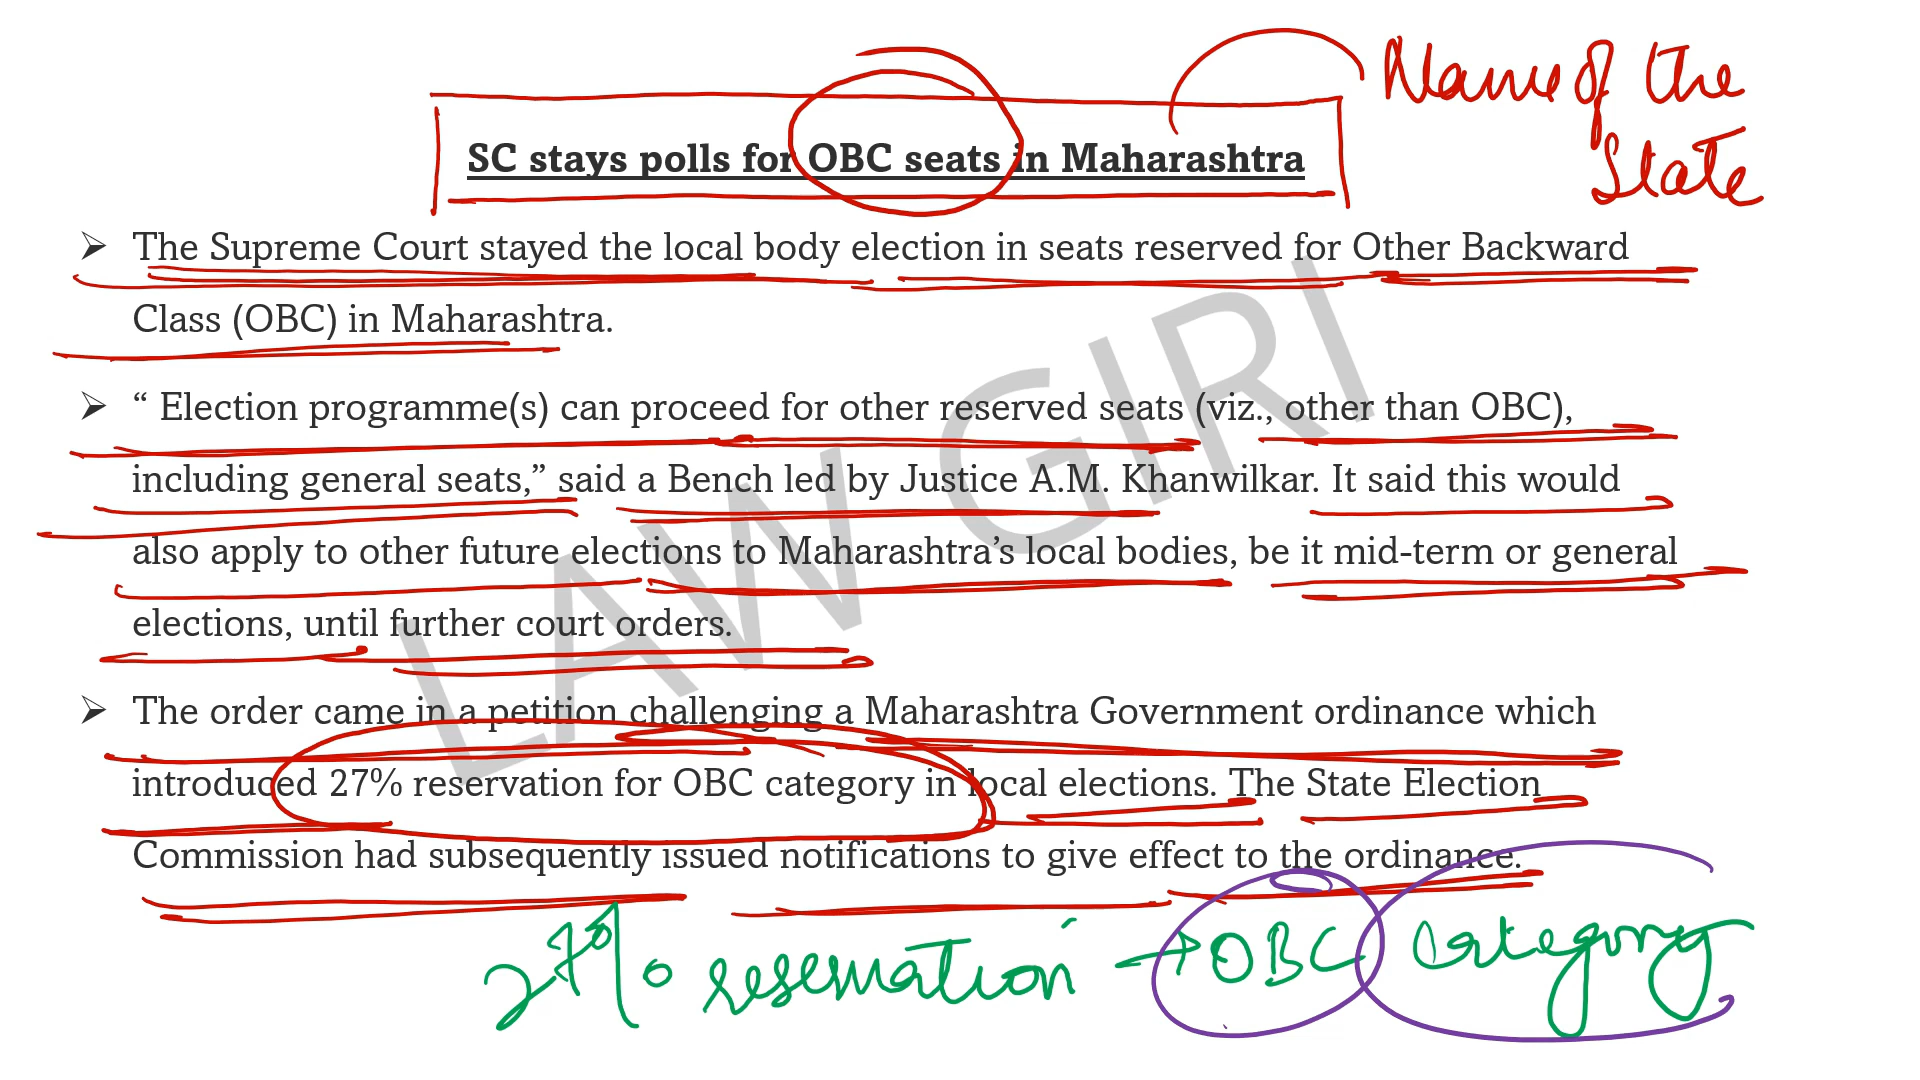 Name of the
State
SC stays polls for OBC seats in Maharashtra
➢ The Supreme Court stayed the local body election in seats reserved for Other Backward
Class (OBC) in Maharashtra.
➢ “ Election programme(s) can proceed for other reserved seats (viz., other than OBC),
including general seats,” said a Bench led by Justice A.M. Khanwilkar. It said this would
also apply to other future elections to Maharashtra’s local bodies, be it mid-term or general
elections, until further court orders.
➢ The order came in a petition challenging a Maharashtra Government ordinance which
introduced 27% reservation for OBC category in local elections. The State Election
Commission had subsequently issued notifications to give effect to the ordinance.
27% reservation → OBC category
LAW GIRI